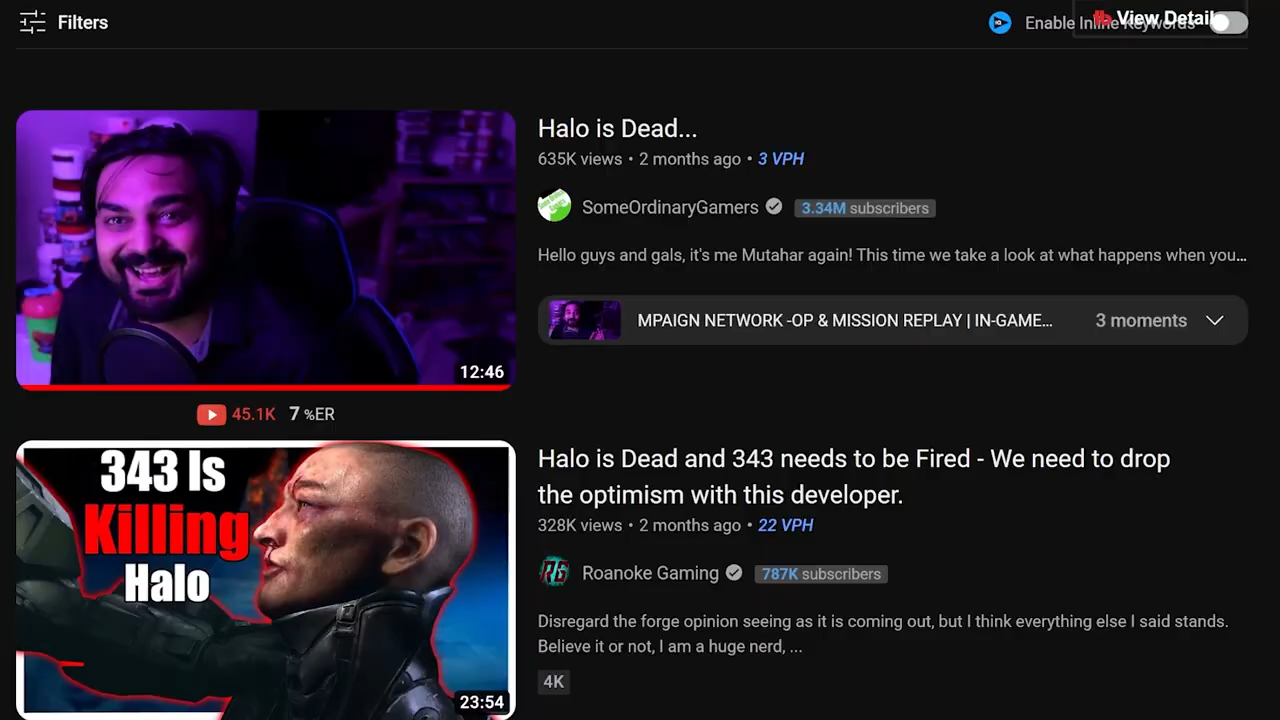 Filters
Enable Inline Keywords
View Detail
Halo is Dead...
635K views • 2 months ago • 3 VPH
SomeOrdinaryGamers
3.34M subscribers
Hello guys and gals, it's me Mutahar again! This time we take a look at what happens when you...
MPAIGN NETWORK -OP & MISSION REPLAY | IN-GAME...
3 moments
12:46
45.1K 7 %ER
343 Is
Killing
Halo
23:54
Halo is Dead and 343 needs to be Fired - We need to drop
the optimism with this developer.
328K views • 2 months ago • 22 VPH
RG
Roanoke Gaming
787K subscribers
Disregard the forge opinion seeing as it is coming out, but I think everything else I said stands.
Believe it or not, I am a huge nerd, ...
4K